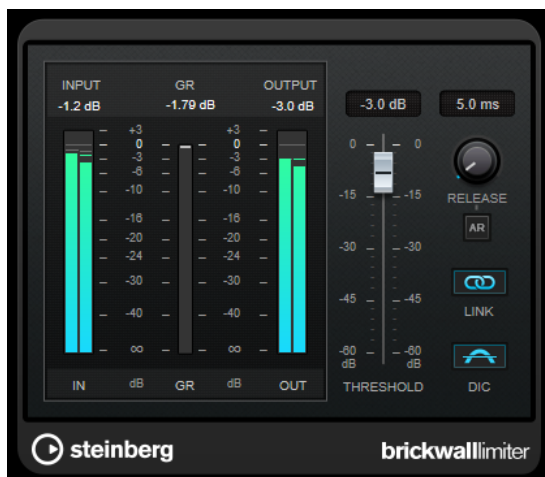 INPUT GR OUTPUT
-1.2 dB -1.79 dB -3.0 dB
-3.0 dB 5.0 ms
+3 +3
0 0 0 0
-3 -3
-6 -6
-10 -10
-15 -15 RELEASE
-16 -16
AR
-20 -20
-24 -24
-30 -30
-30 -30
-40 -40
-45 -45 LINK
∞ ∞
-60 -60
dB dB
IN dB GR dB OUT
THRESHOLD DIC
steinberg brickwalllimiter